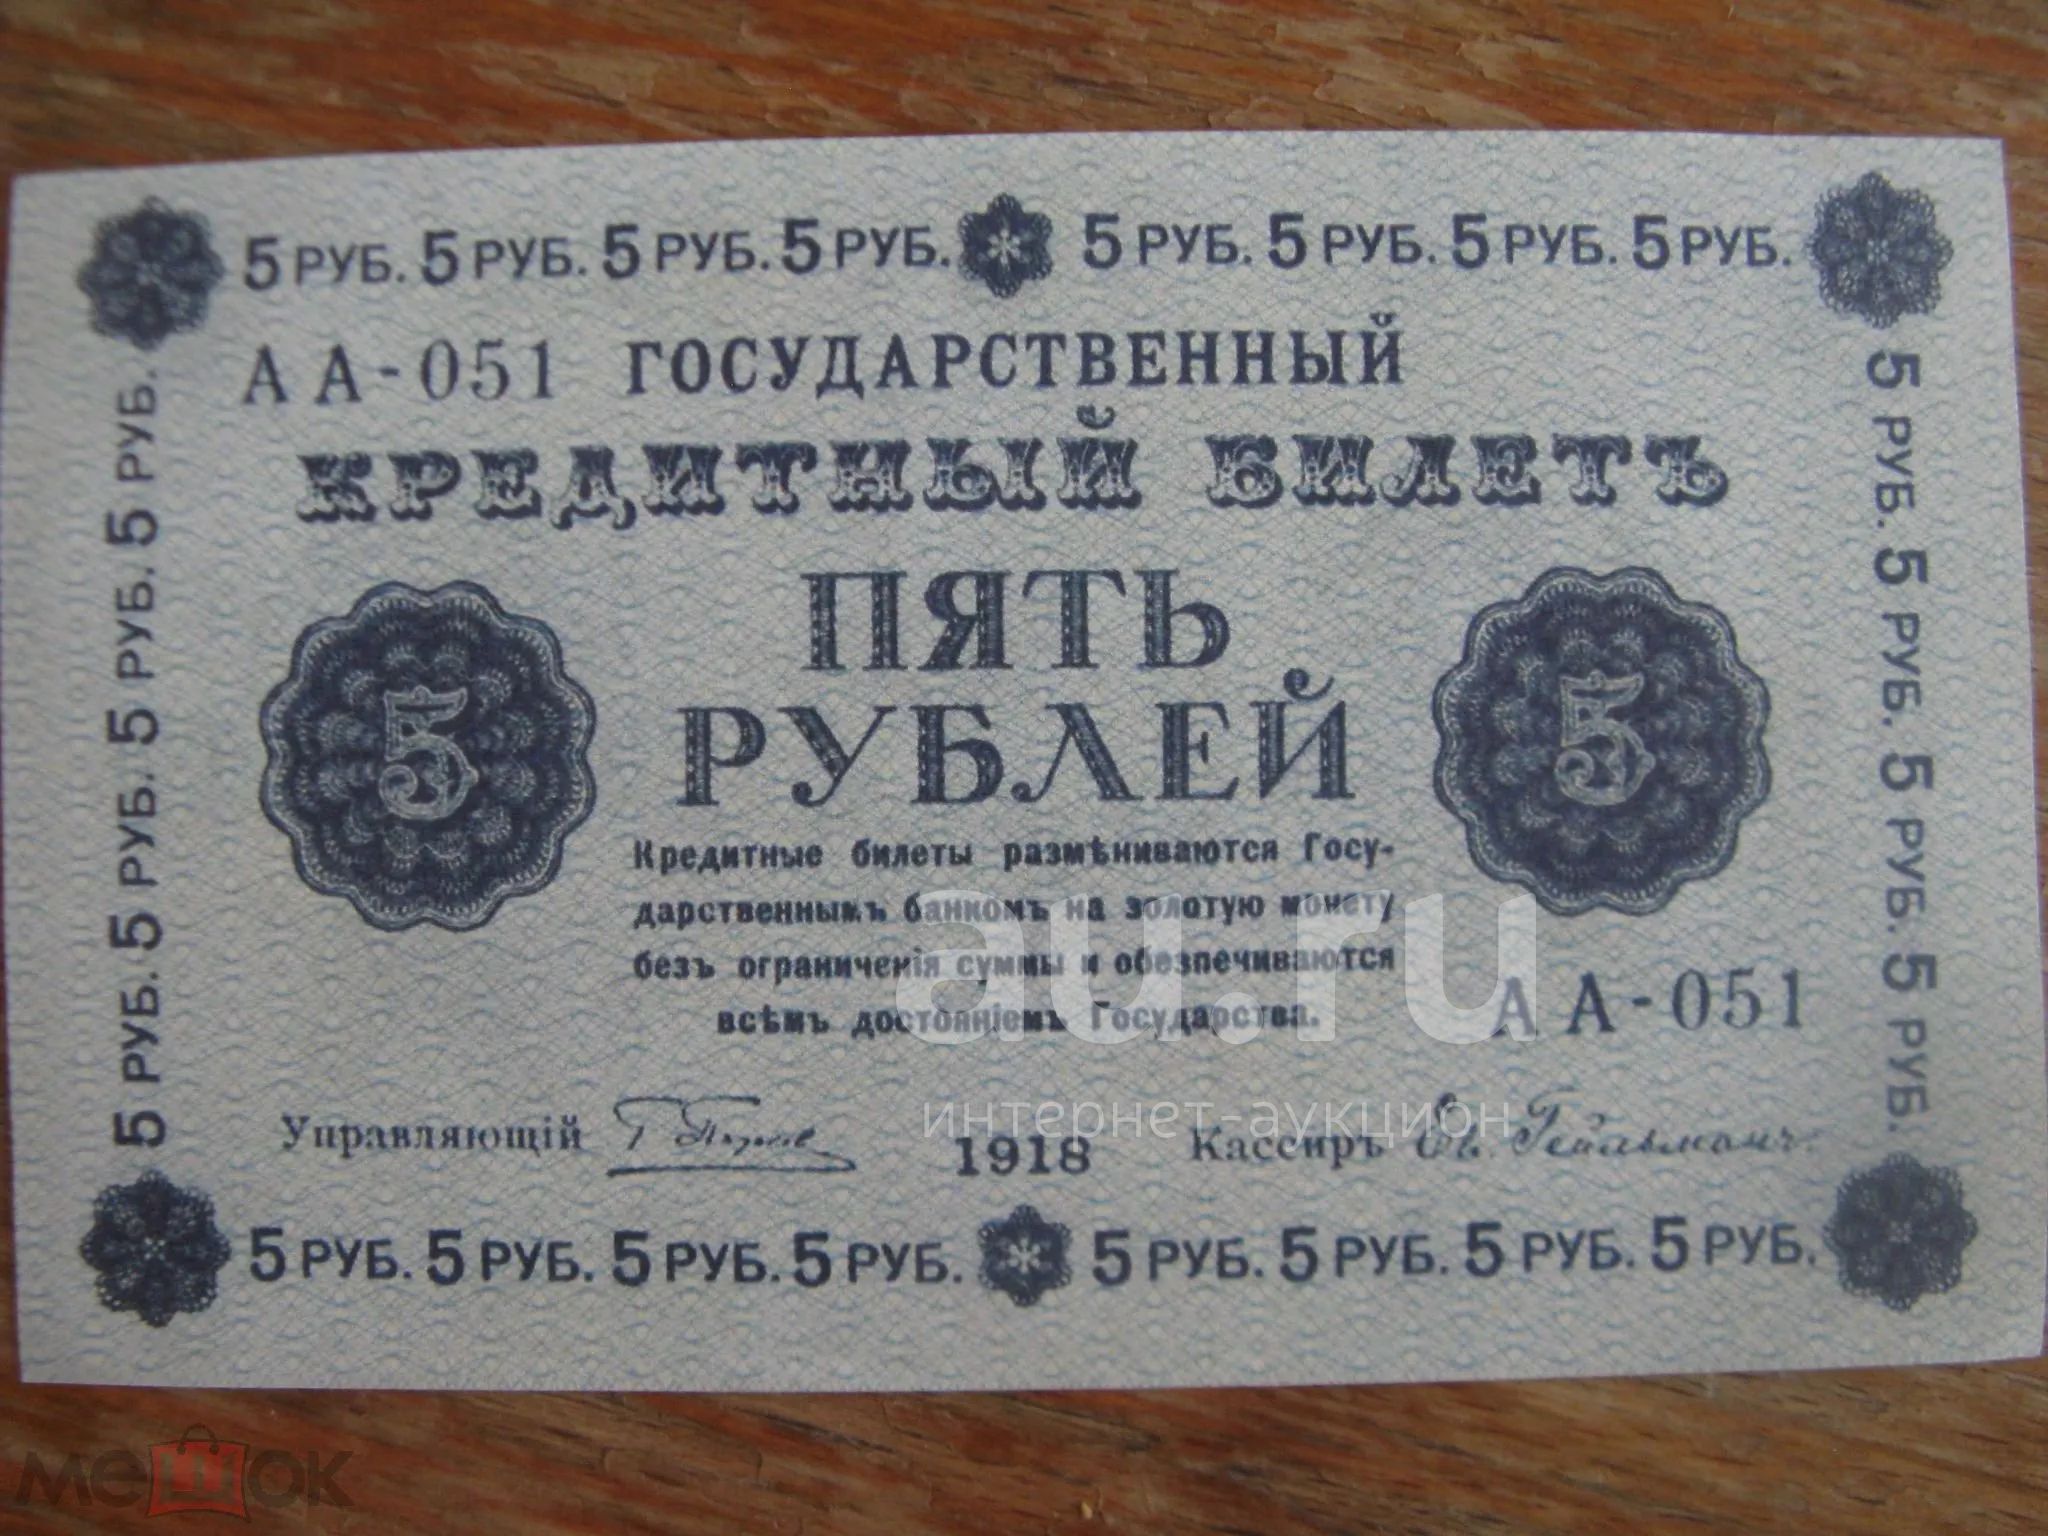 5 РУБ. 5 РУБ. 5 РУБ. 5 РУБ. 5 РУБ. 5 РУБ. 5 РУБ. 5 РУБ.
АА-051 ГОСУДАРСТВЕННЫЙ
КРЕДИТНЫЙ БИЛЕТЪ
5 РУБ. 5 РУБ. 5 РУБ. 5 РУБ.
5 РУБ. 5 РУБ. 5 РУБ. 5 РУБ.
ПЯТЬ
РУБЛЕЙ
5
5
Кредитные билеты размѣниваются Госу-
дарственнымъ банкомъ на золотую монету
безъ ограниченія суммы и обезпечиваются
всѣмъ достояніемъ Государства.
АА-051
au.ru
интернет-аукцион
Управляющій
1918
Кассиръ Гейльманъ
5 РУБ. 5 РУБ. 5 РУБ. 5 РУБ. 5 РУБ. 5 РУБ. 5 РУБ. 5 РУБ.
мешок